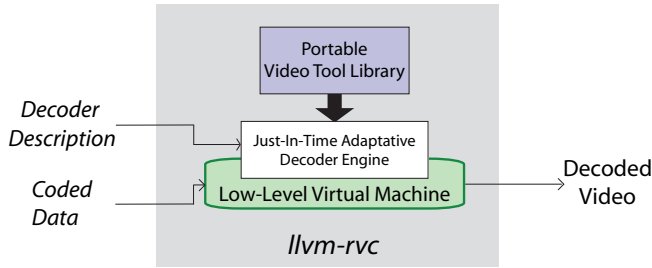 Portable
Video Tool Library
Decoder
Description
Just-In-Time Adaptative
Decoder Engine
Coded
Data
Low-Level Virtual Machine
Decoded
Video
llvm-rvc